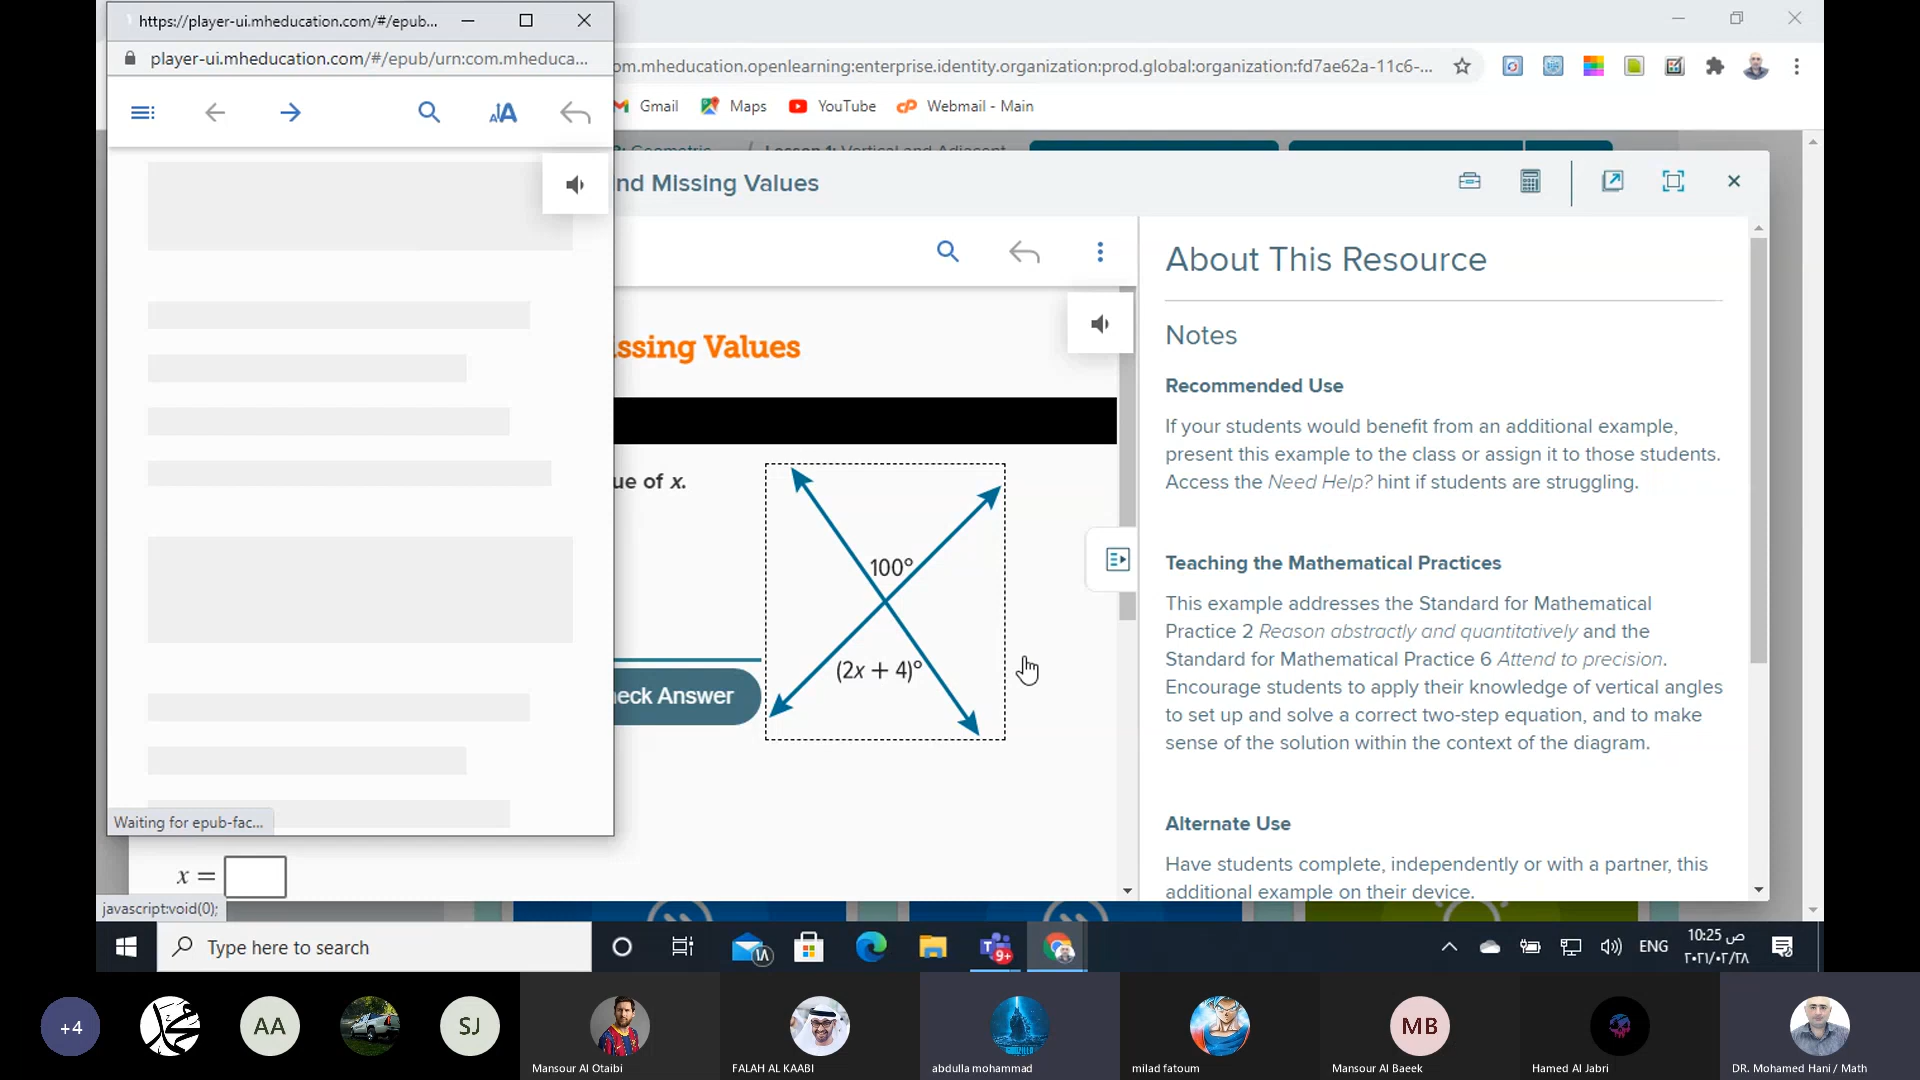 https://player-ui.mheducation.com/#/epub...
player-ui.mheducation.com/#/epub/urn:com.mheduca...
om.mheducation.openlearning:enterprise.identity.organization:prod.global:organization:fd7ae62a-11c6-...
Gmail
Maps
YouTube
Webmail - Main
Geometric / Lesson 1: Vertical and Adjacent
nd Missing Values
ssing Values
ue of x.
100°
(2x + 4)°
eck Answer
x =
About This Resource
Notes
Recommended Use
If your students would benefit from an additional example,
present this example to the class or assign it to those students.
Access the Need Help? hint if students are struggling.
Teaching the Mathematical Practices
This example addresses the Standard for Mathematical
Practice 2 Reason abstractly and quantitatively and the
Standard for Mathematical Practice 6 Attend to precision.
Encourage students to apply their knowledge of vertical angles
to set up and solve a correct two-step equation, and to make
sense of the solution within the context of the diagram.
Alternate Use
Have students complete, independently or with a partner, this
additional example on their device.
Waiting for epub-fac...
javascript:void(0);
Type here to search
١٨
9+
ENG
10:25 ص
٢٠٢١/٠٢/٢٨
+4
AA
SJ
MB
Mansour Al Otaibi
FALAH AL KAABI
abdulla mohammad
milad fatoum
Mansour Al Baeek
Hamed Al Jabri
DR. Mohamed Hani / Math